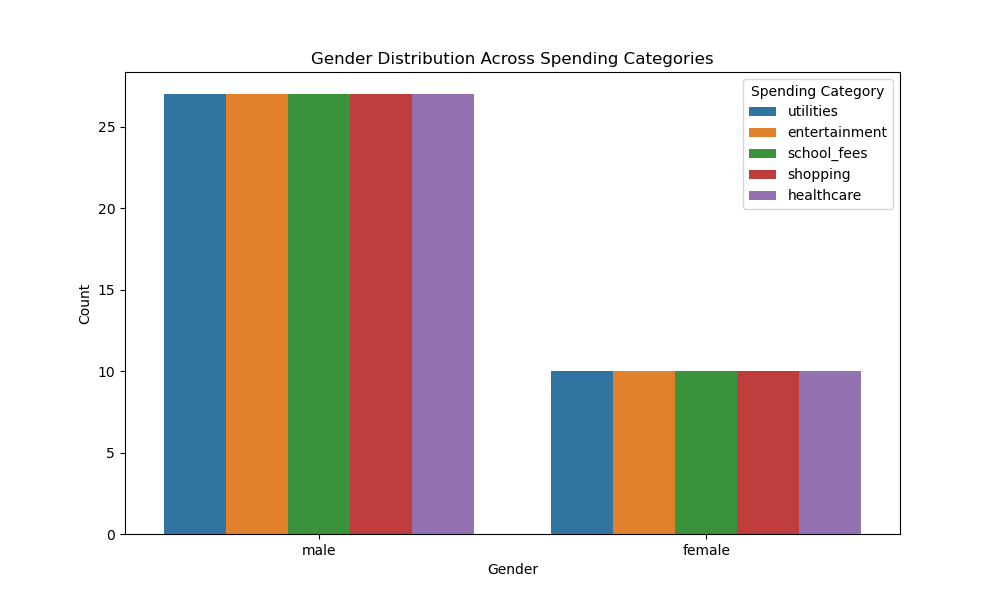 Gender Distribution Across Spending Categories
Spending Category
utilities
entertainment
school_fees
shopping
healthcare
Count
25
20
15
10
5
0
male
female
Gender